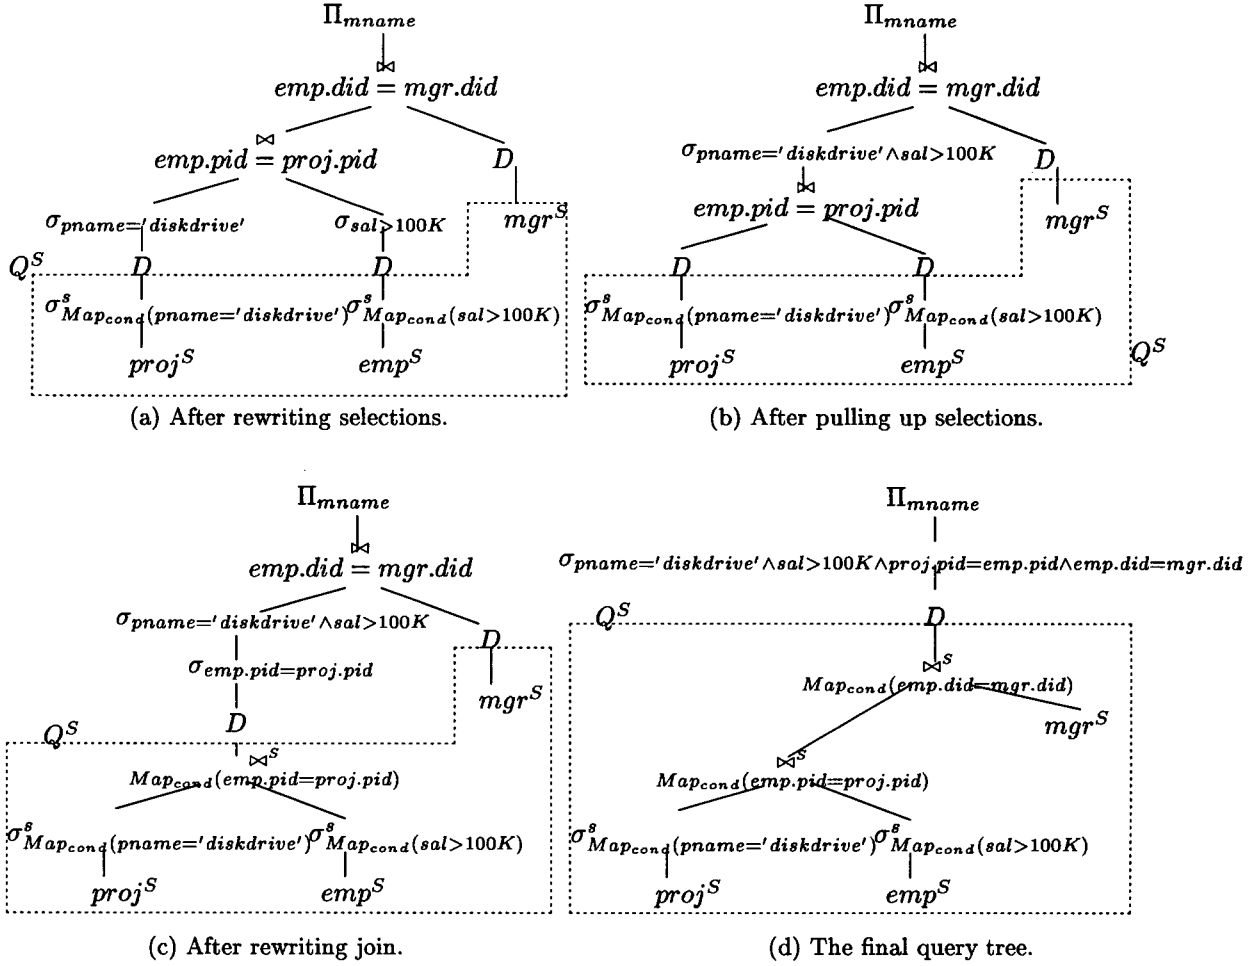 Π_mname
⋈
emp.did = mgr.did
⋈
emp.pid = proj.pid
D
σ_pname='diskdrive'
σ_sal>100K
mgr^S
Q^S
D
D
σ^s_Map_cond(pname='diskdrive')
σ^s_Map_cond(sal>100K)
proj^S
emp^S
(a) After rewriting selections.
Π_mname
⋈
emp.did = mgr.did
σ_pname='diskdrive'∧sal>100K
D
⋈
emp.pid = proj.pid
mgr^S
D
D
σ^s_Map_cond(pname='diskdrive')
σ^s_Map_cond(sal>100K)
Q^S
proj^S
emp^S
(b) After pulling up selections.
Π_mname
⋈
emp.did = mgr.did
σ_pname='diskdrive'∧sal>100K
D
σ_emp.pid=proj.pid
mgr^S
Q^S
D
⋈^S
Map_cond(emp.pid=proj.pid)
σ^s_Map_cond(pname='diskdrive')
σ^s_Map_cond(sal>100K)
proj^S
emp^S
(c) After rewriting join.
Π_mname
σ_pname='diskdrive'∧sal>100K∧proj.pid=emp.pid∧emp.did=mgr.did
Q^S
D
⋈^S
Map_cond(emp.did=mgr.did)
mgr^S
⋈^S
Map_cond(emp.pid=proj.pid)
σ^s_Map_cond(pname='diskdrive')
σ^s_Map_cond(sal>100K)
proj^S
emp^S
(d) The final query tree.